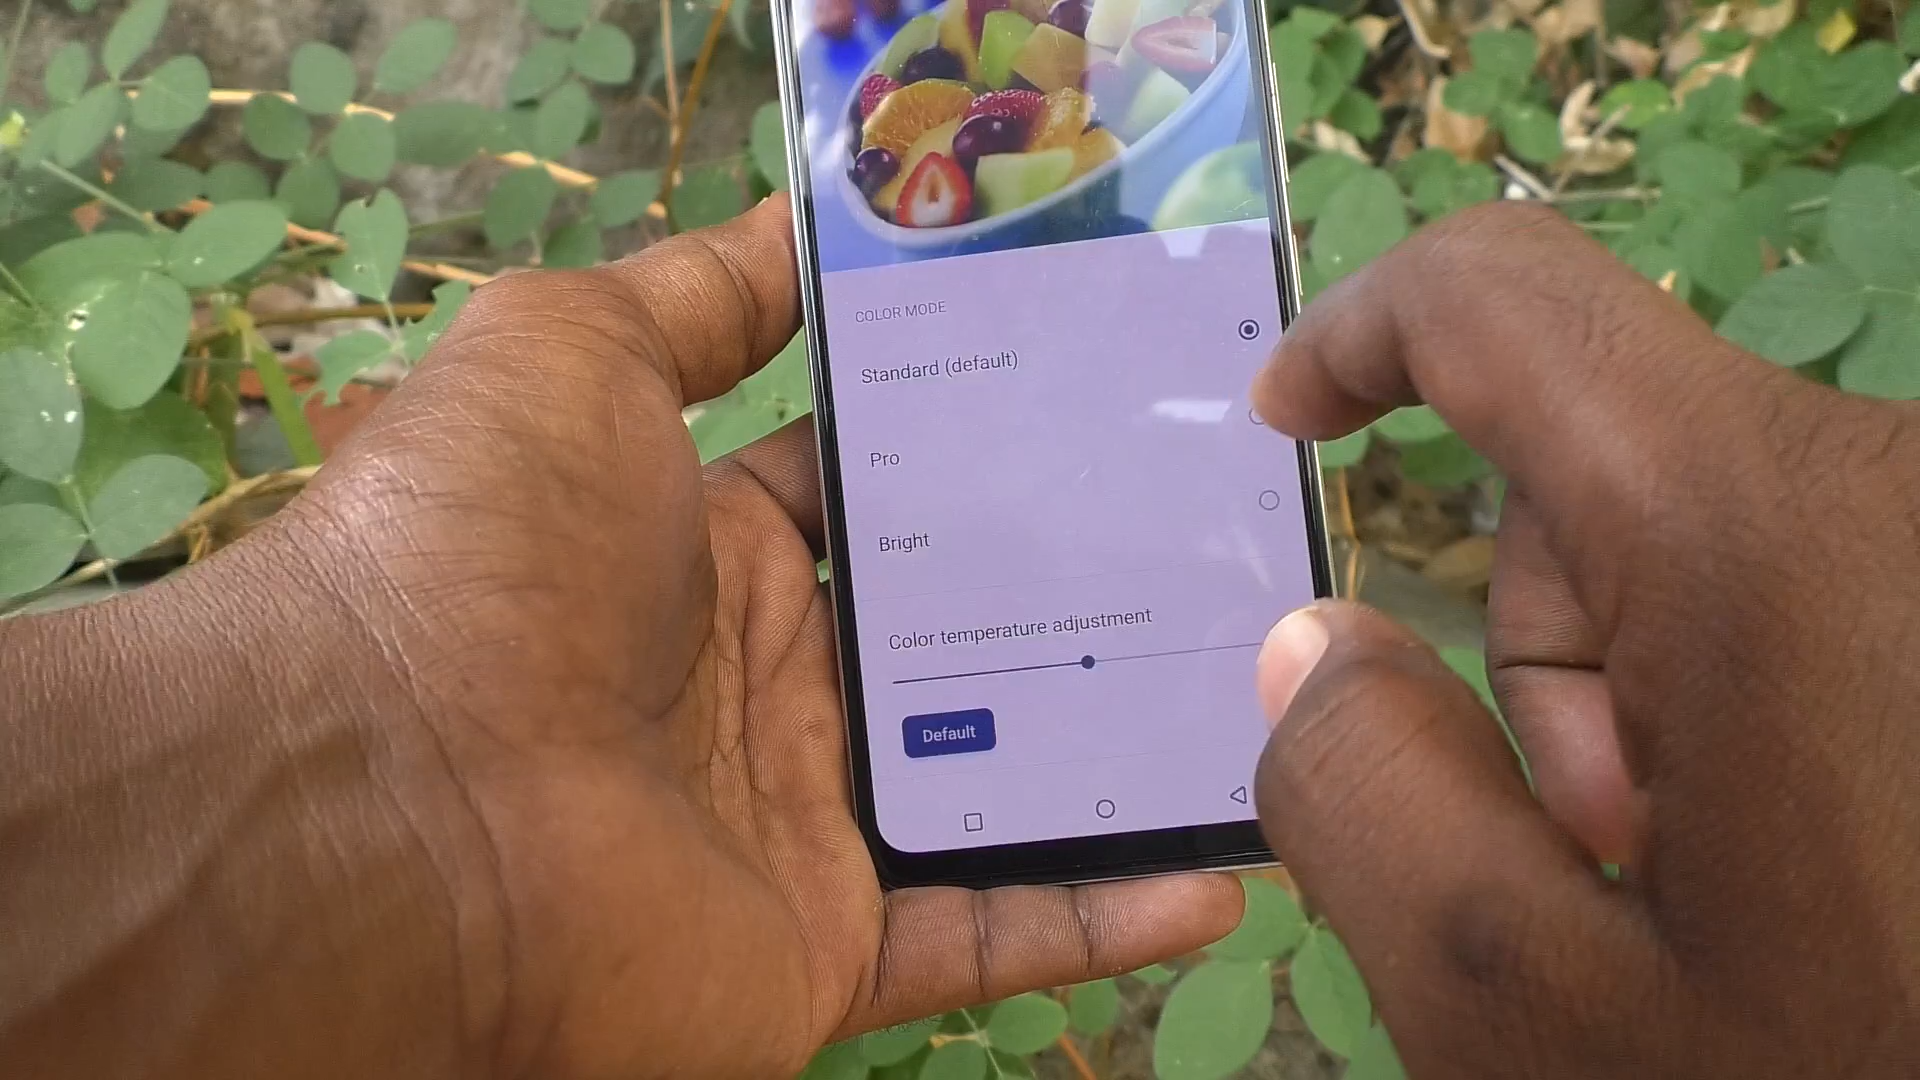 COLOR MODE
Standard (default)
Pro
Bright
Color temperature adjustment
Default